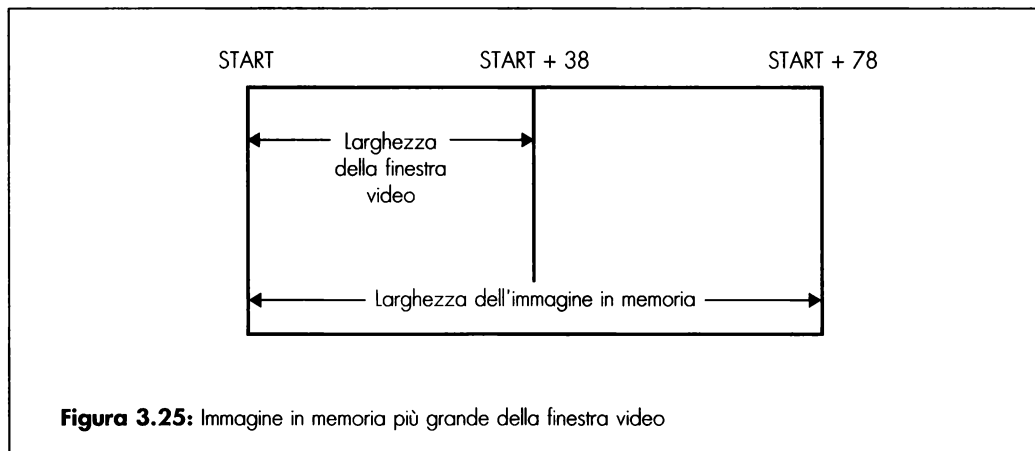 START START + 38 START + 78
Larghezza
della finestra
video
Larghezza dell'immagine in memoria
Figura 3.25: Immagine in memoria più grande della finestra video